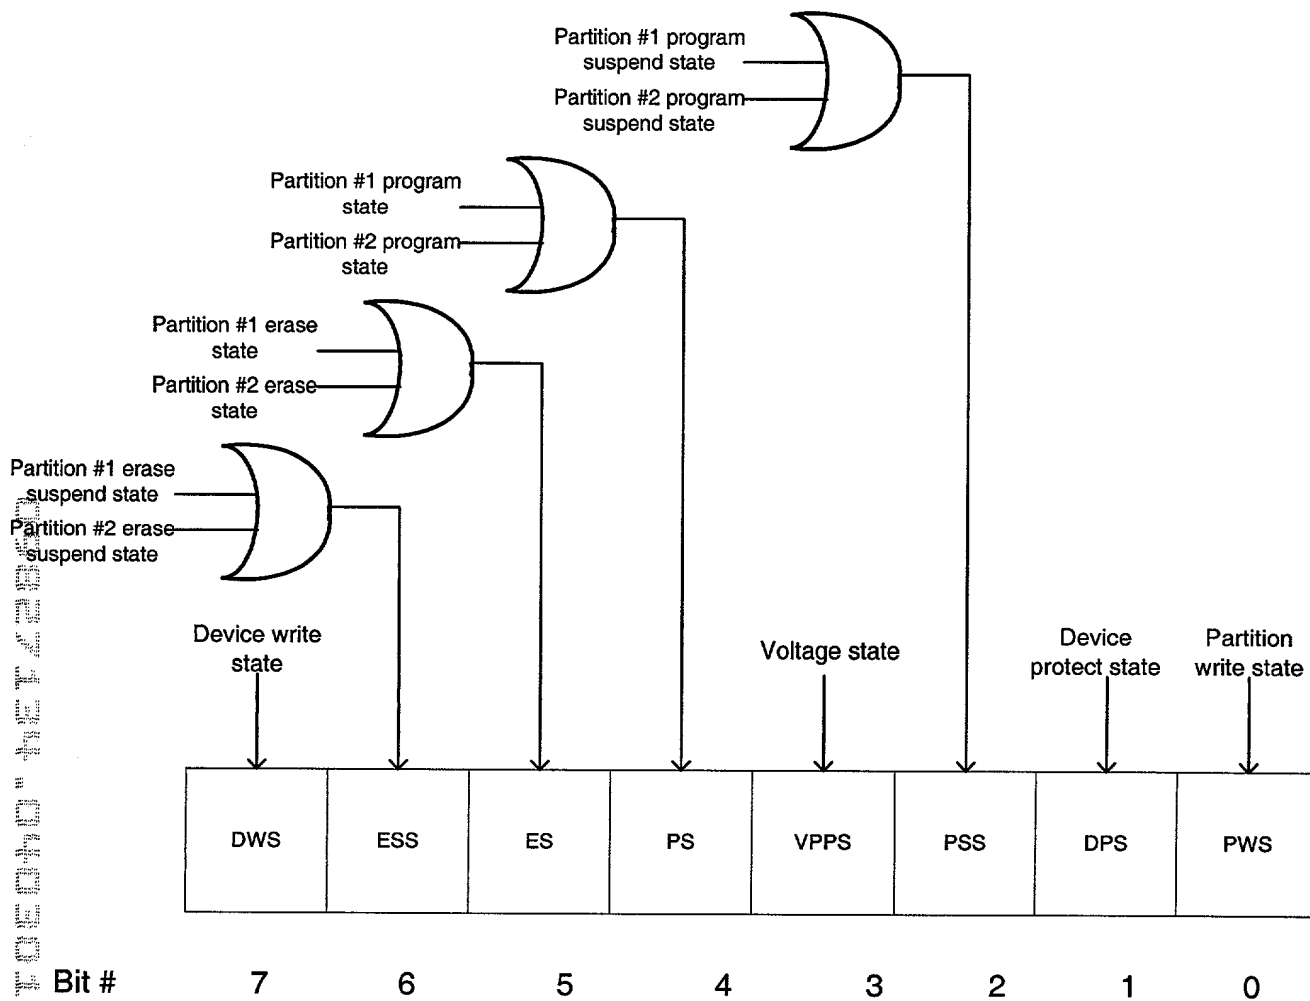 Partition #1 program
suspend state
Partition #2 program
suspend state
Partition #1 program
state
Partition #2 program
state
Partition #1 erase
state
Partition #2 erase
state
Partition #1 erase
suspend state
Partition #2 erase
suspend state
Device write
state
Voltage state
Device
protect state
Partition
write state
DWS ESS ES PS VPPS PSS DPS PWS
Bit # 7 6 5 4 3 2 1 0